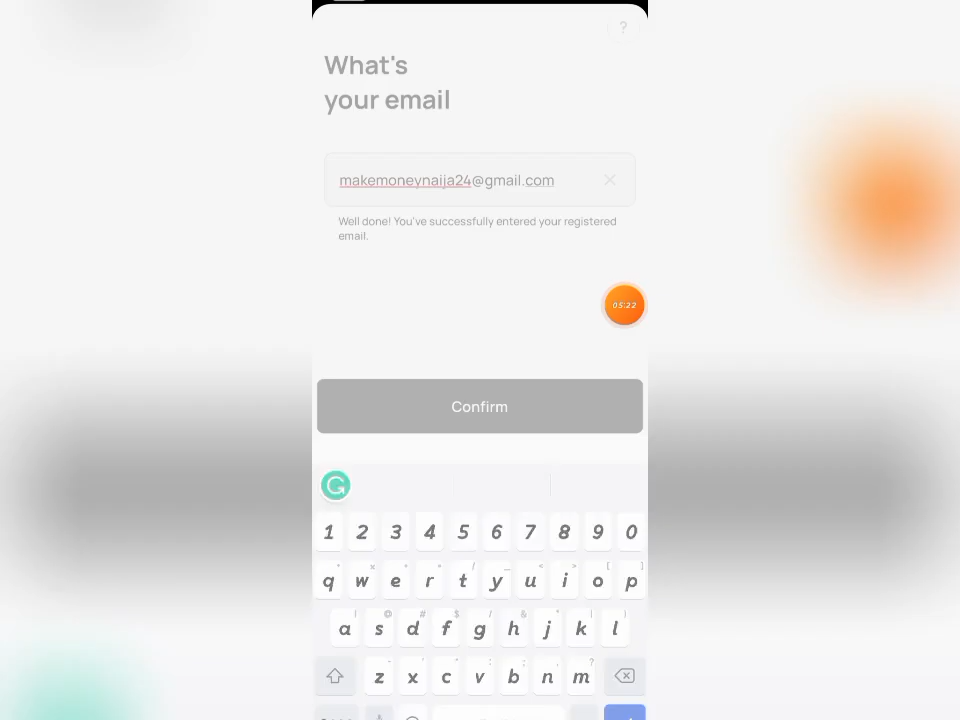 ?
What's
your email
makemoneynaija24@gmail.com
Well done! You've successfully entered your registered
email.
05:22
Confirm
1 2 3 4 5 6 7 8 9 0
q w e r t y u i o p
a s d f g h j k l
z x c v b n m